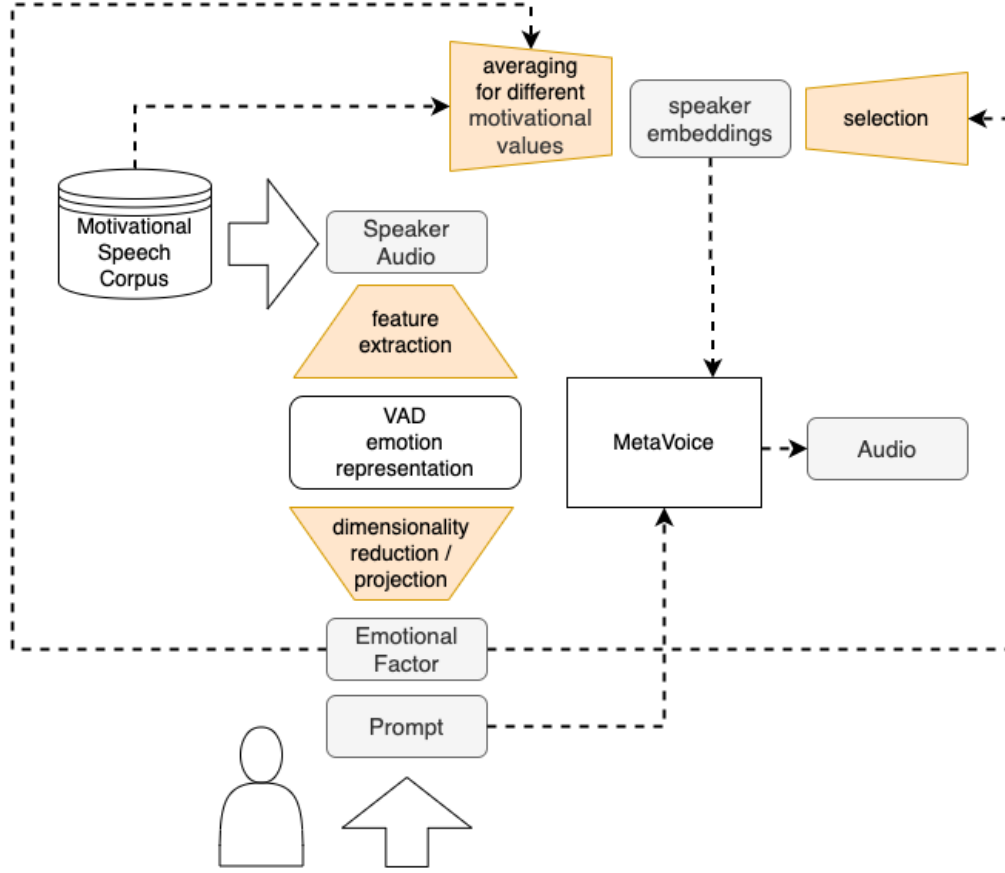 averaging
for different
motivational
values
speaker
embeddings
selection
Motivational
Speech
Corpus
Speaker
Audio
feature
extraction
VAD
emotion
representation
MetaVoice
Audio
dimensionality
reduction /
projection
Emotional
Factor
Prompt